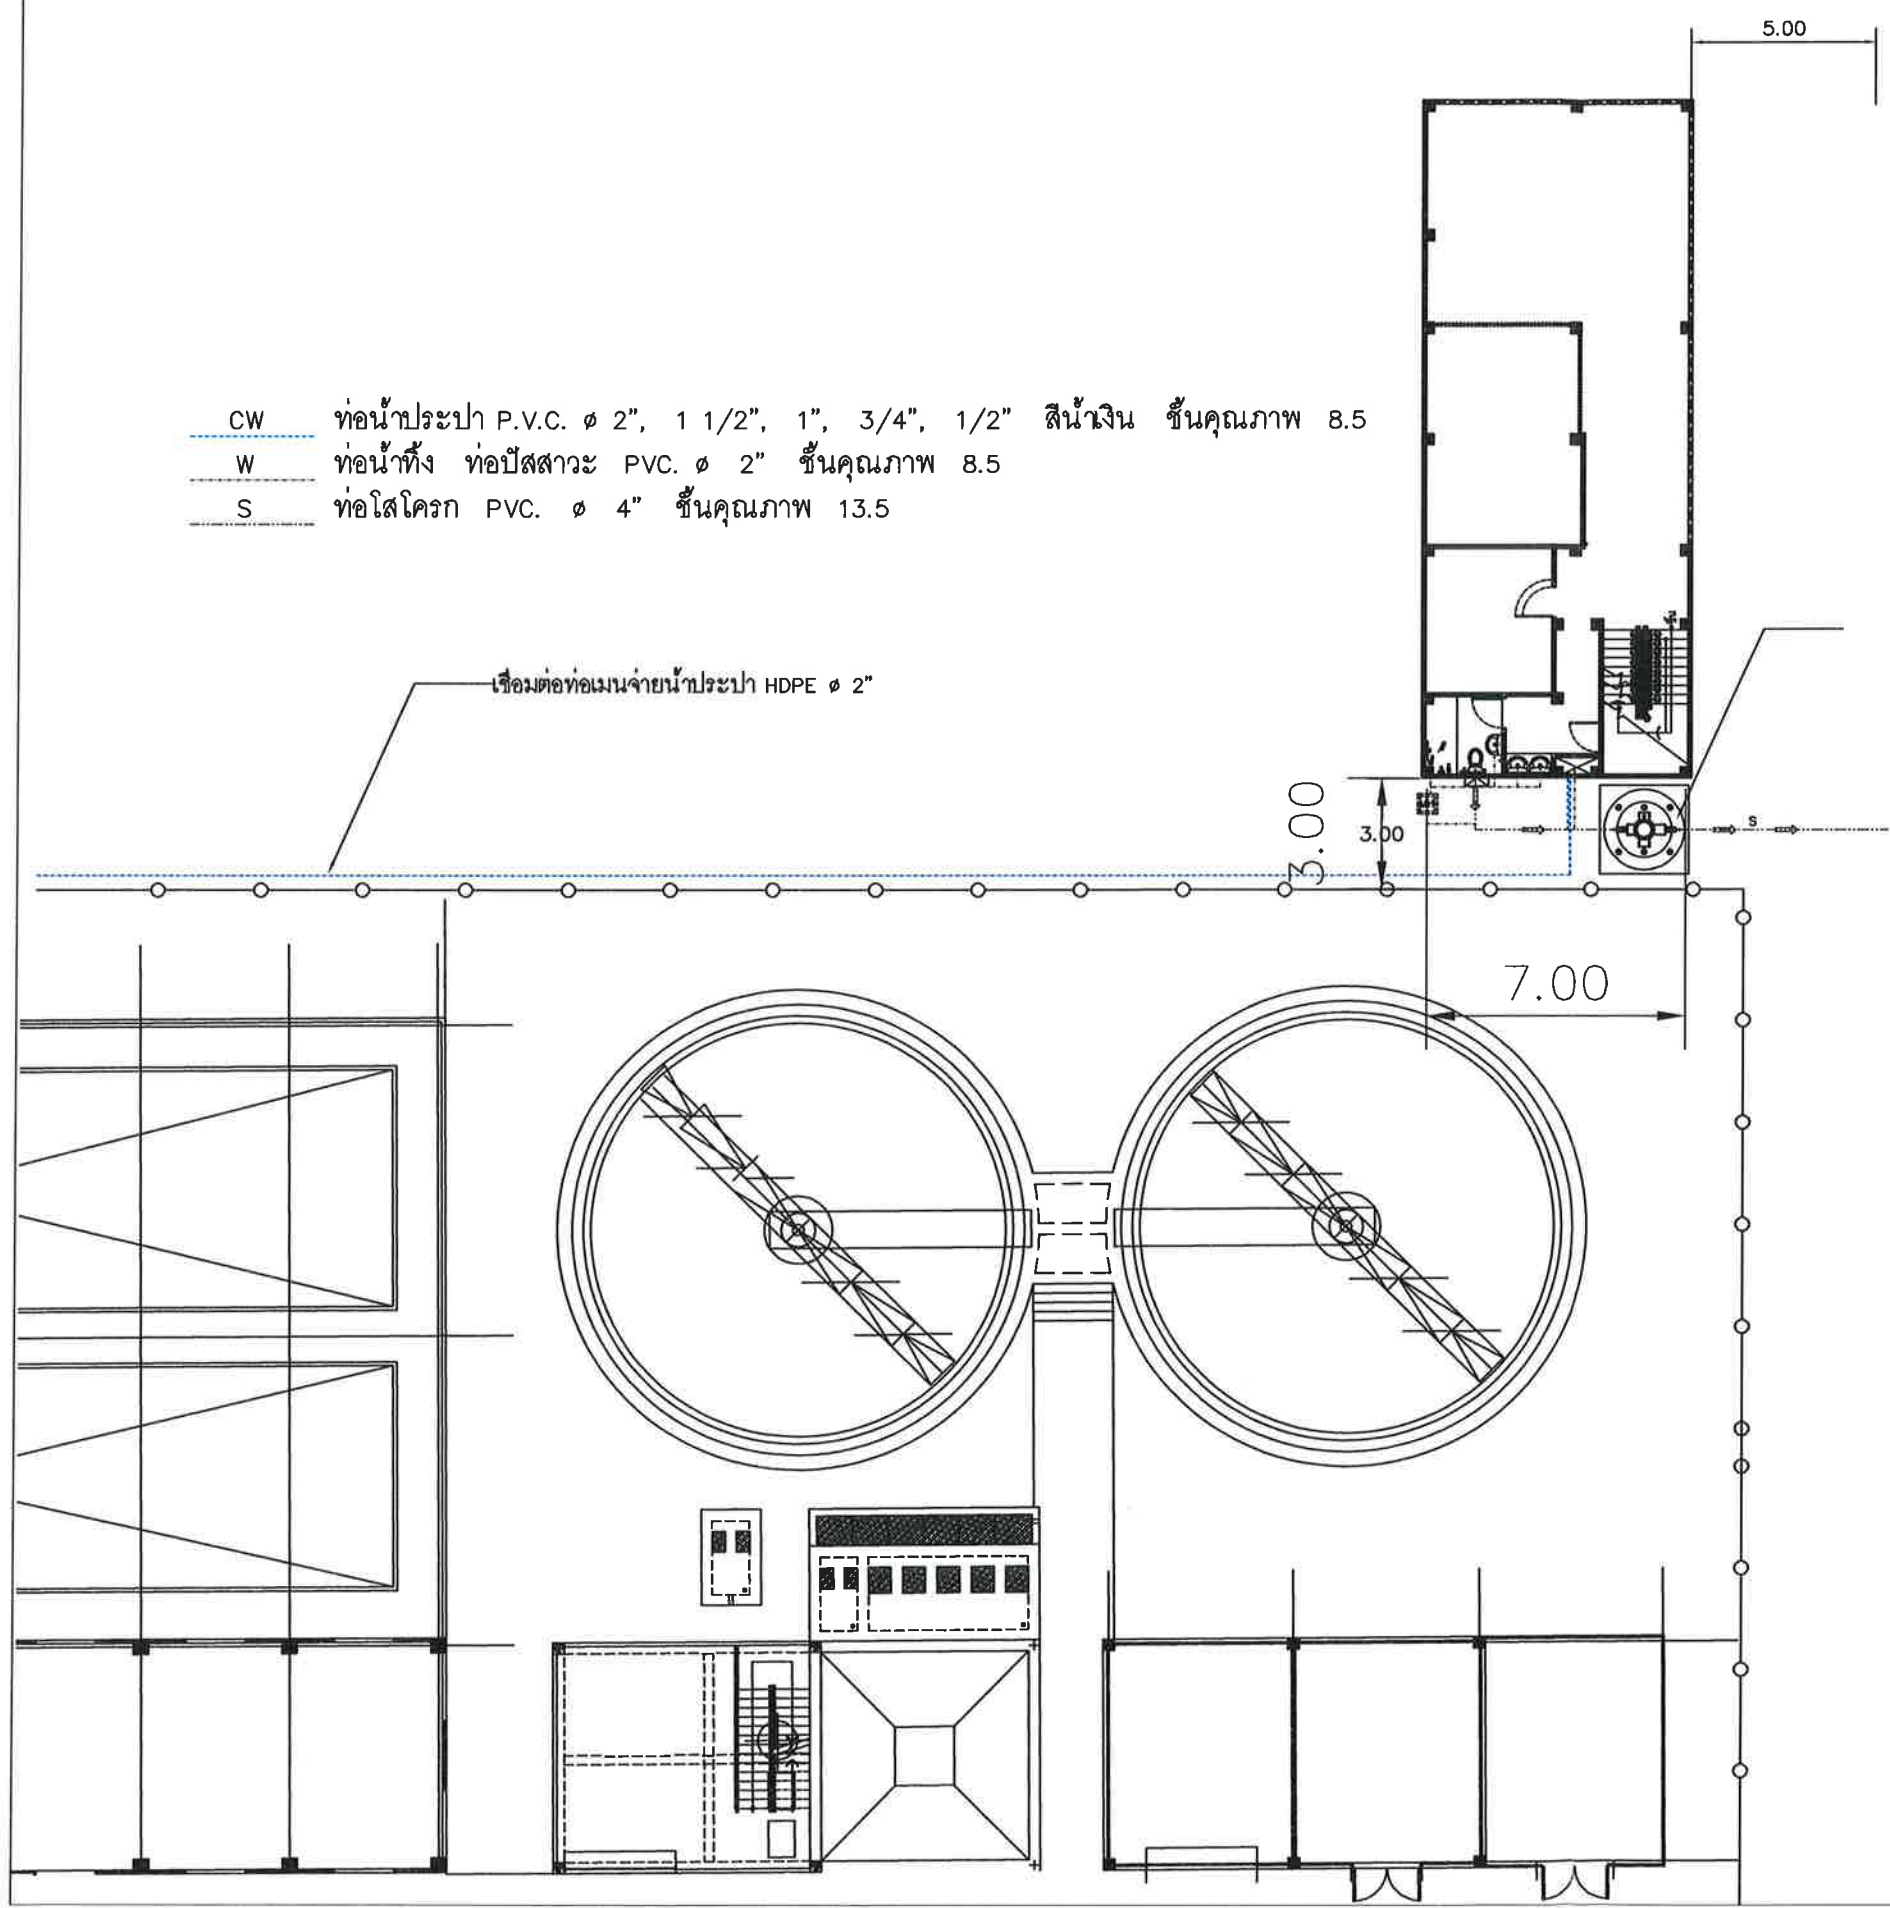 5.00
CW ท่อน้ำประปา P.V.C. ø 2", 1 1/2", 1", 3/4", 1/2" สีน้ำเงิน ชั้นคุณภาพ 8.5
W ท่อน้ำทิ้ง ท่อปัสสาวะ PVC. ø 2" ชั้นคุณภาพ 8.5
S ท่อโสโครก PVC. ø 4" ชั้นคุณภาพ 13.5
เชื่อมต่อท่อเมนจ่ายน้ำประปา HDPE ø 2"
3.00
3.00
S
7.00